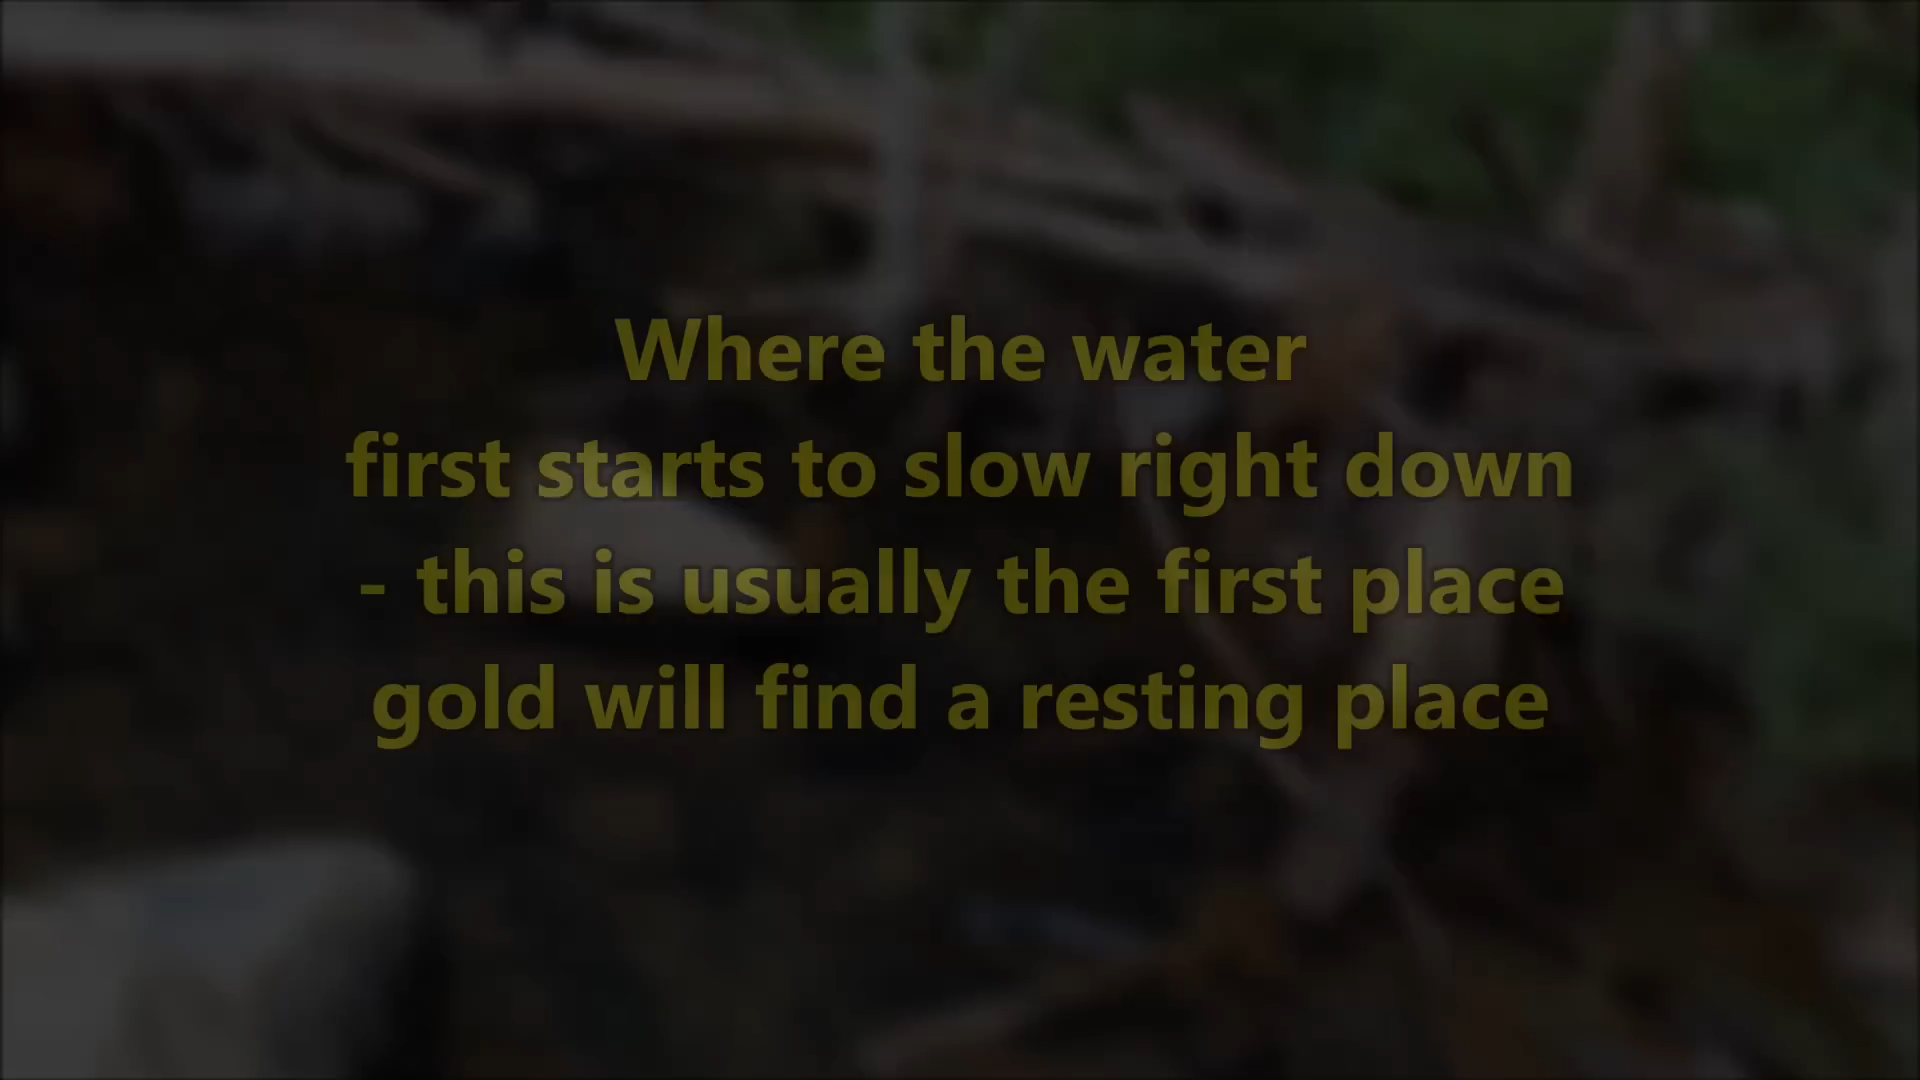 Where the water
first starts to slow right down
- this is usually the first place
gold will find a resting place